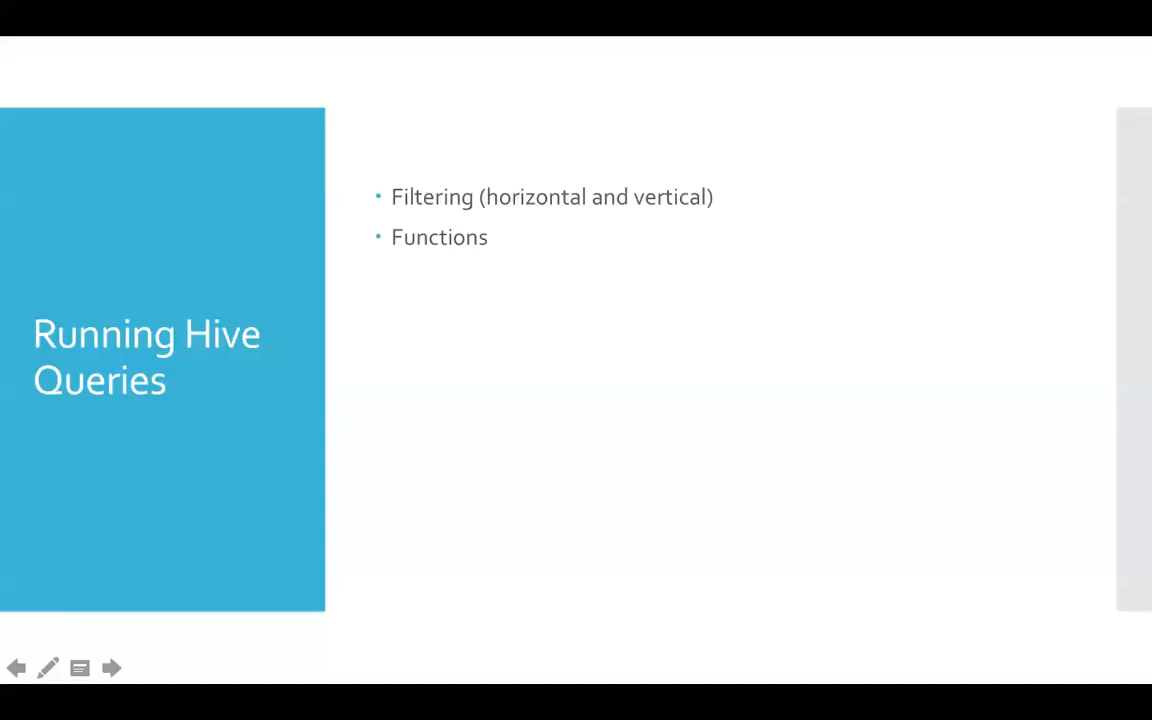 Running Hive
Queries
• Filtering (horizontal and vertical)
• Functions